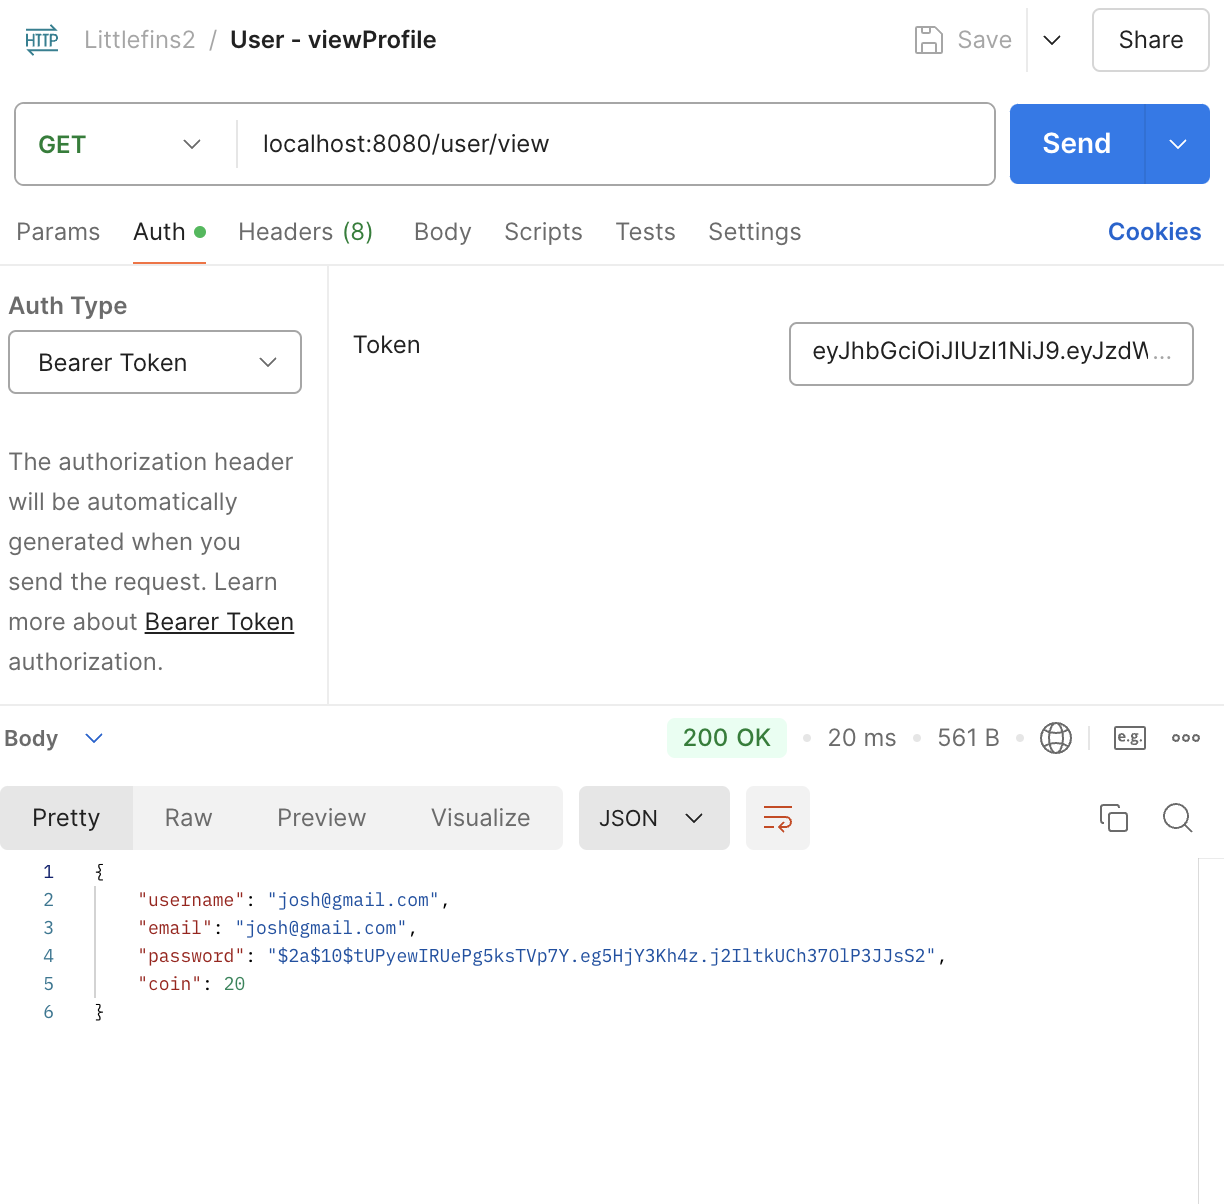 HTTP Littlefins2 / User - viewProfile Save Share
GET localhost:8080/user/view Send
Params Auth Headers (8) Body Scripts Tests Settings Cookies
Auth Type
Bearer Token
Token eyJhbGciOiJIUzI1NiJ9.eyJzdW...
The authorization header
will be automatically
generated when you
send the request. Learn
more about Bearer Token
authorization.
Body 200 OK 20 ms 561 B e.g.
Pretty Raw Preview Visualize JSON
1 {
2 "username": "josh@gmail.com",
3 "email": "josh@gmail.com",
4 "password": "$2a$10$tUPyewIRUePg5ksTVp7Y.eg5HjY3Kh4z.j2IltkUCh37OlP3JJsS2",
5 "coin": 20
6 }